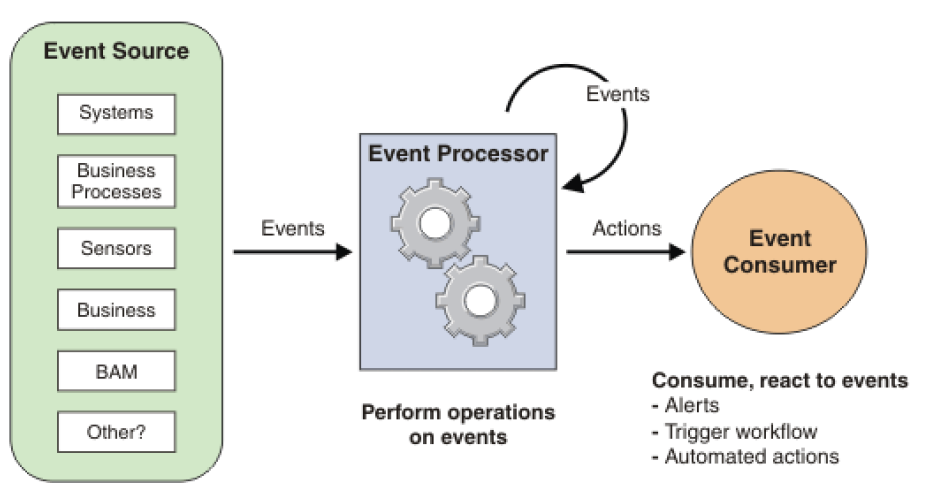 Event Source
Systems
Business
Processes
Sensors
Business
BAM
Other?
Events
Event Processor
Events
Perform operations
on events
Actions
Event
Consumer
Consume, react to events
- Alerts
- Trigger workflow
- Automated actions